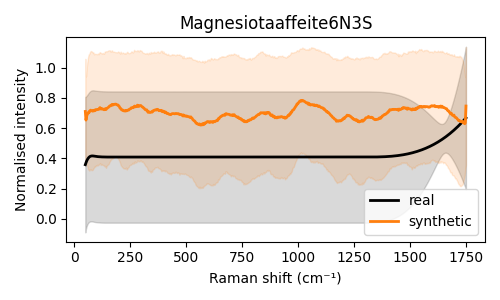 Magnesiotaaffeite6N3S
Normalised intensity
1.0
0.8
0.6
0.4
0.2
0.0
real
synthetic
0 250 500 750 1000 1250 1500 1750
Raman shift (cm⁻¹)